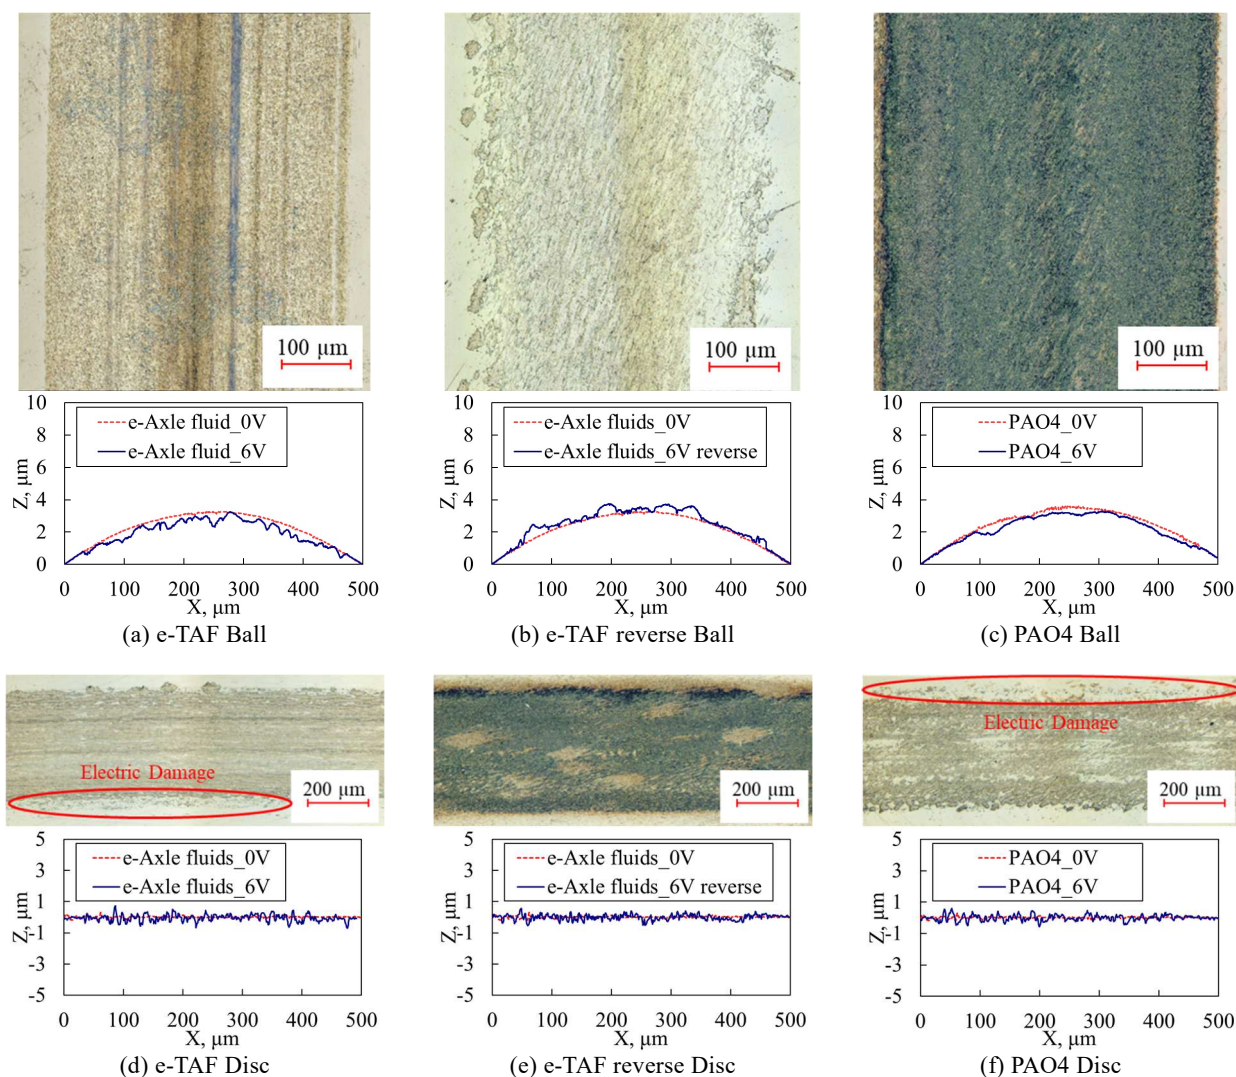 100 μm
100 μm
100 μm
10
8
6
4
2
0
Z, μm
e-Axle fluid_0V
e-Axle fluid_6V
0 100 200 300 400 500
X, μm
(a) e-TAF Ball
10
8
6
4
2
0
Z, μm
e-Axle fluids_0V
e-Axle fluids_6V reverse
0 100 200 300 400 500
X, μm
(b) e-TAF reverse Ball
10
8
6
4
2
0
Z, μm
PAO4_0V
PAO4_6V
0 100 200 300 400 500
X, μm
(c) PAO4 Ball
Electric Damage
200 μm
200 μm
Electric Damage
200 μm
5
3
1
-1
-3
-5
Z, μm
e-Axle fluids_0V
e-Axle fluids_6V
0 100 200 300 400 500
X, μm
(d) e-TAF Disc
5
3
1
-1
-3
-5
Z, μm
e-Axle fluids_0V
e-Axle fluids_6V reverse
0 100 200 300 400 500
X, μm
(e) e-TAF reverse Disc
5
3
1
-1
-3
-5
Z, μm
PAO4_0V
PAO4_6V
0 100 200 300 400 500
X, μm
(f) PAO4 Disc